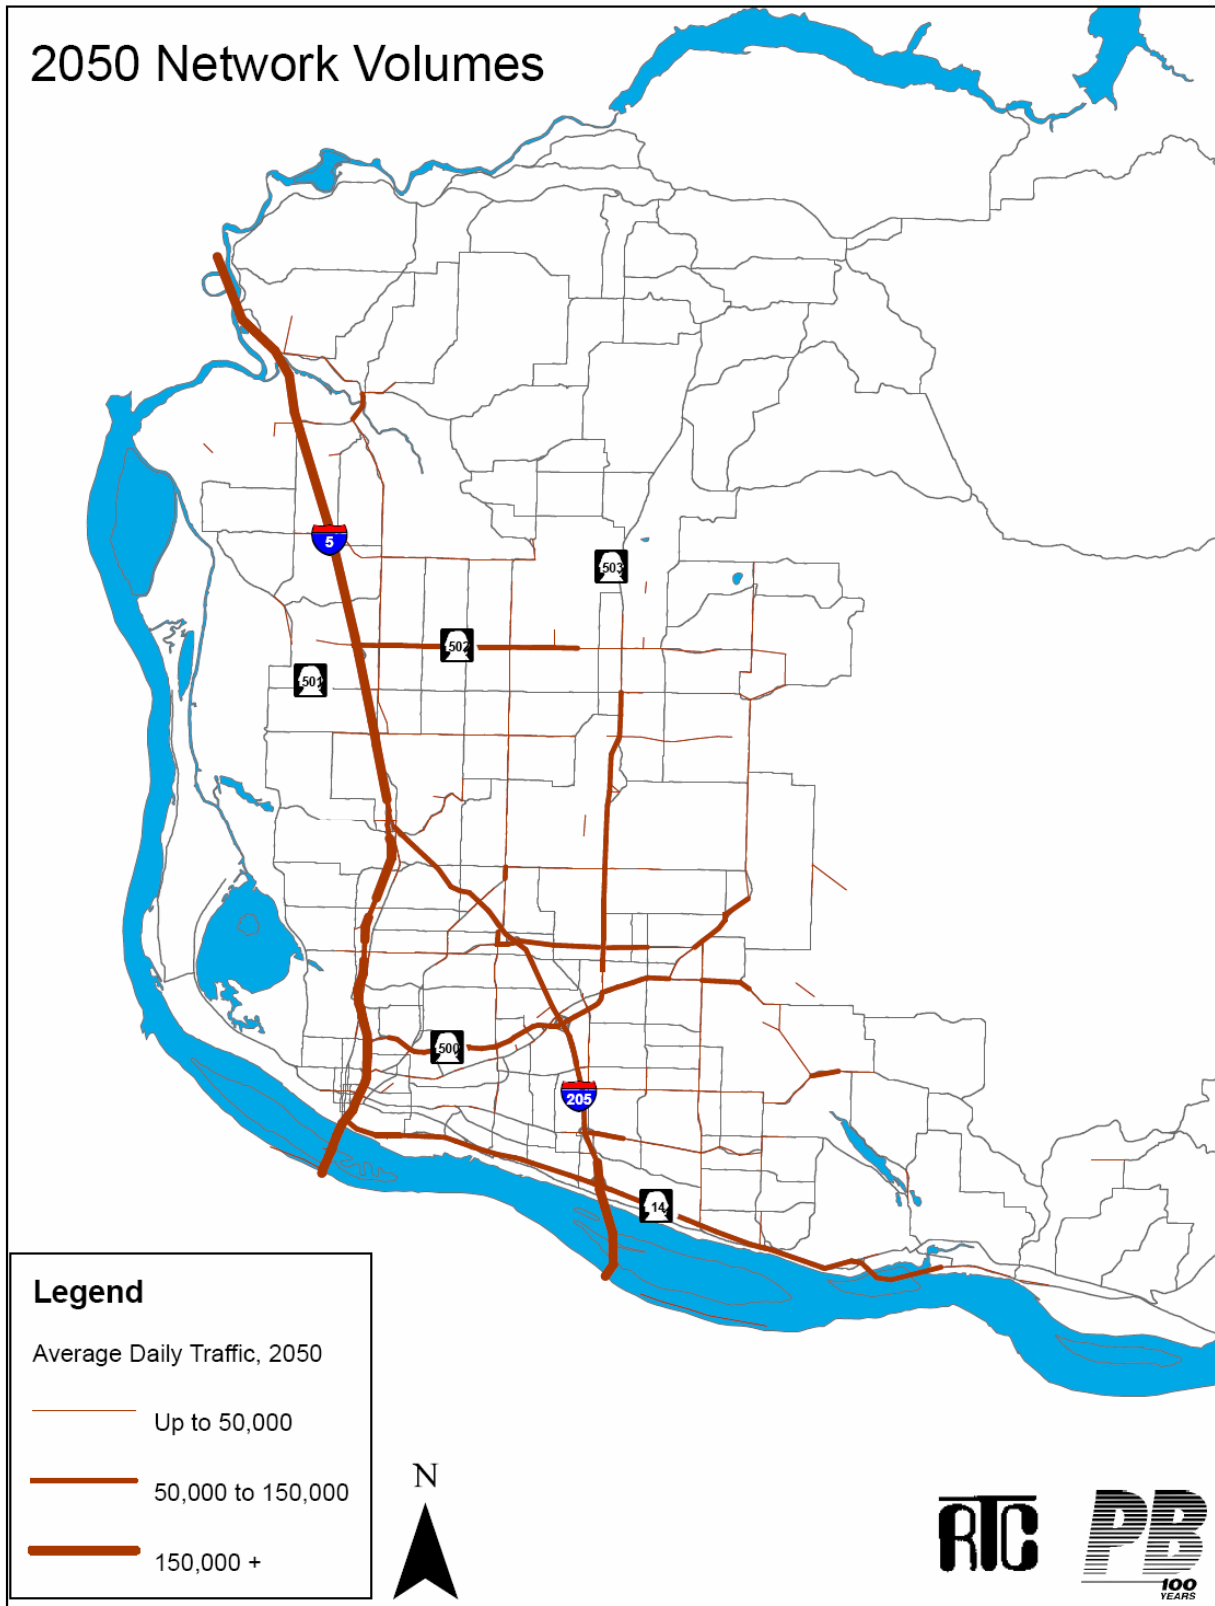 2050 Network Volumes
5
503
502
501
500
205
14
Legend
Average Daily Traffic, 2050
Up to 50,000
50,000 to 150,000
150,000 +
N
RTC
PB
100
YEARS